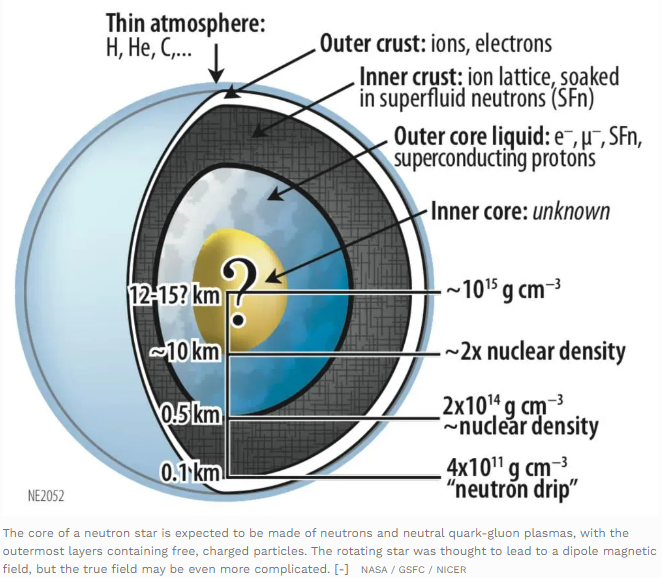 Thin atmosphere:
H, He, C,...
Outer crust: ions, electrons
Inner crust: ion lattice, soaked
in superfluid neutrons (SFn)
Outer core liquid: e⁻, μ⁻, SFn,
superconducting protons
Inner core: unknown
?
12-15? km
~10¹⁵ g cm⁻³
~10 km
~2x nuclear density
0.5 km
2x10¹⁴ g cm⁻³
~nuclear density
0.1 km
4x10¹¹ g cm⁻³
"neutron drip"
NE2052
The core of a neutron star is expected to be made of neutrons and neutral quark-gluon plasmas, with the
outermost layers containing free, charged particles. The rotating star was thought to lead to a dipole magnetic
field, but the true field may be even more complicated. [-] NASA / GSFC / NICER